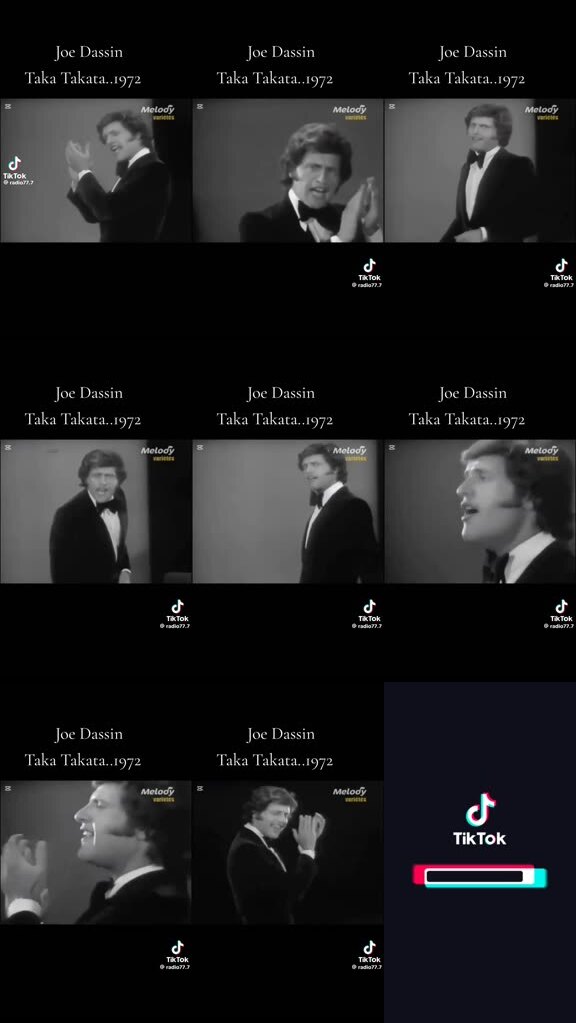 Joe Dassin
Taka Takata..1972
Melody
variétés
TikTok
@ radio77.7
Joe Dassin
Taka Takata..1972
Melody
variétés
TikTok
@ radio77.7
Joe Dassin
Taka Takata..1972
Melody
variétés
TikTok
@ radio77.7
Joe Dassin
Taka Takata..1972
Melody
variétés
TikTok
@ radio77.7
Joe Dassin
Taka Takata..1972
Melody
variétés
TikTok
@ radio77.7
Joe Dassin
Taka Takata..1972
Melody
variétés
TikTok
@ radio77.7
Joe Dassin
Taka Takata..1972
Melody
variétés
TikTok
@ radio77.7
Joe Dassin
Taka Takata..1972
Melody
variétés
TikTok
@ radio77.7
TikTok